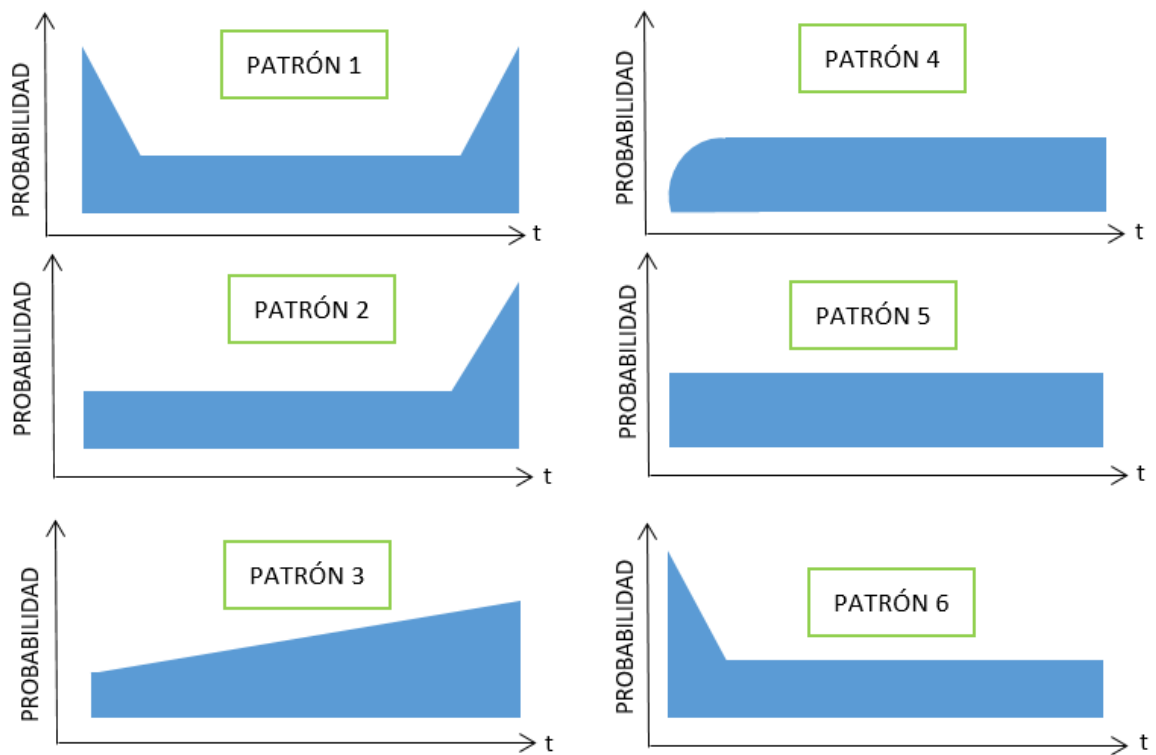 PROBABILIDAD
PATRÓN 1
t
PROBABILIDAD
PATRÓN 4
t
PROBABILIDAD
PATRÓN 2
t
PROBABILIDAD
PATRÓN 5
t
PROBABILIDAD
PATRÓN 3
t
PROBABILIDAD
PATRÓN 6
t